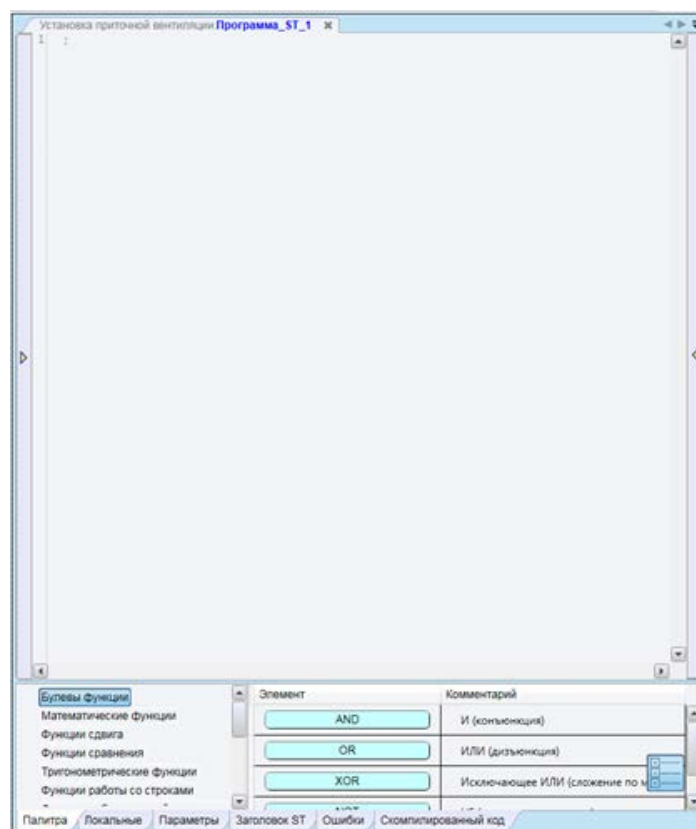 Установка приточной вентиляции Программа_ST_1
1 ;
Булевы функции
Математические функции
Функции сдвига
Функции сравнения
Тригонометрические функции
Функции работы со строками
Элемент Комментарий
AND И (конъюнкция)
OR ИЛИ (дизъюнкция)
XOR Исключающее ИЛИ (сложение по
Палитра Локальные Параметры Заголовок ST Ошибки Скомпилированный код